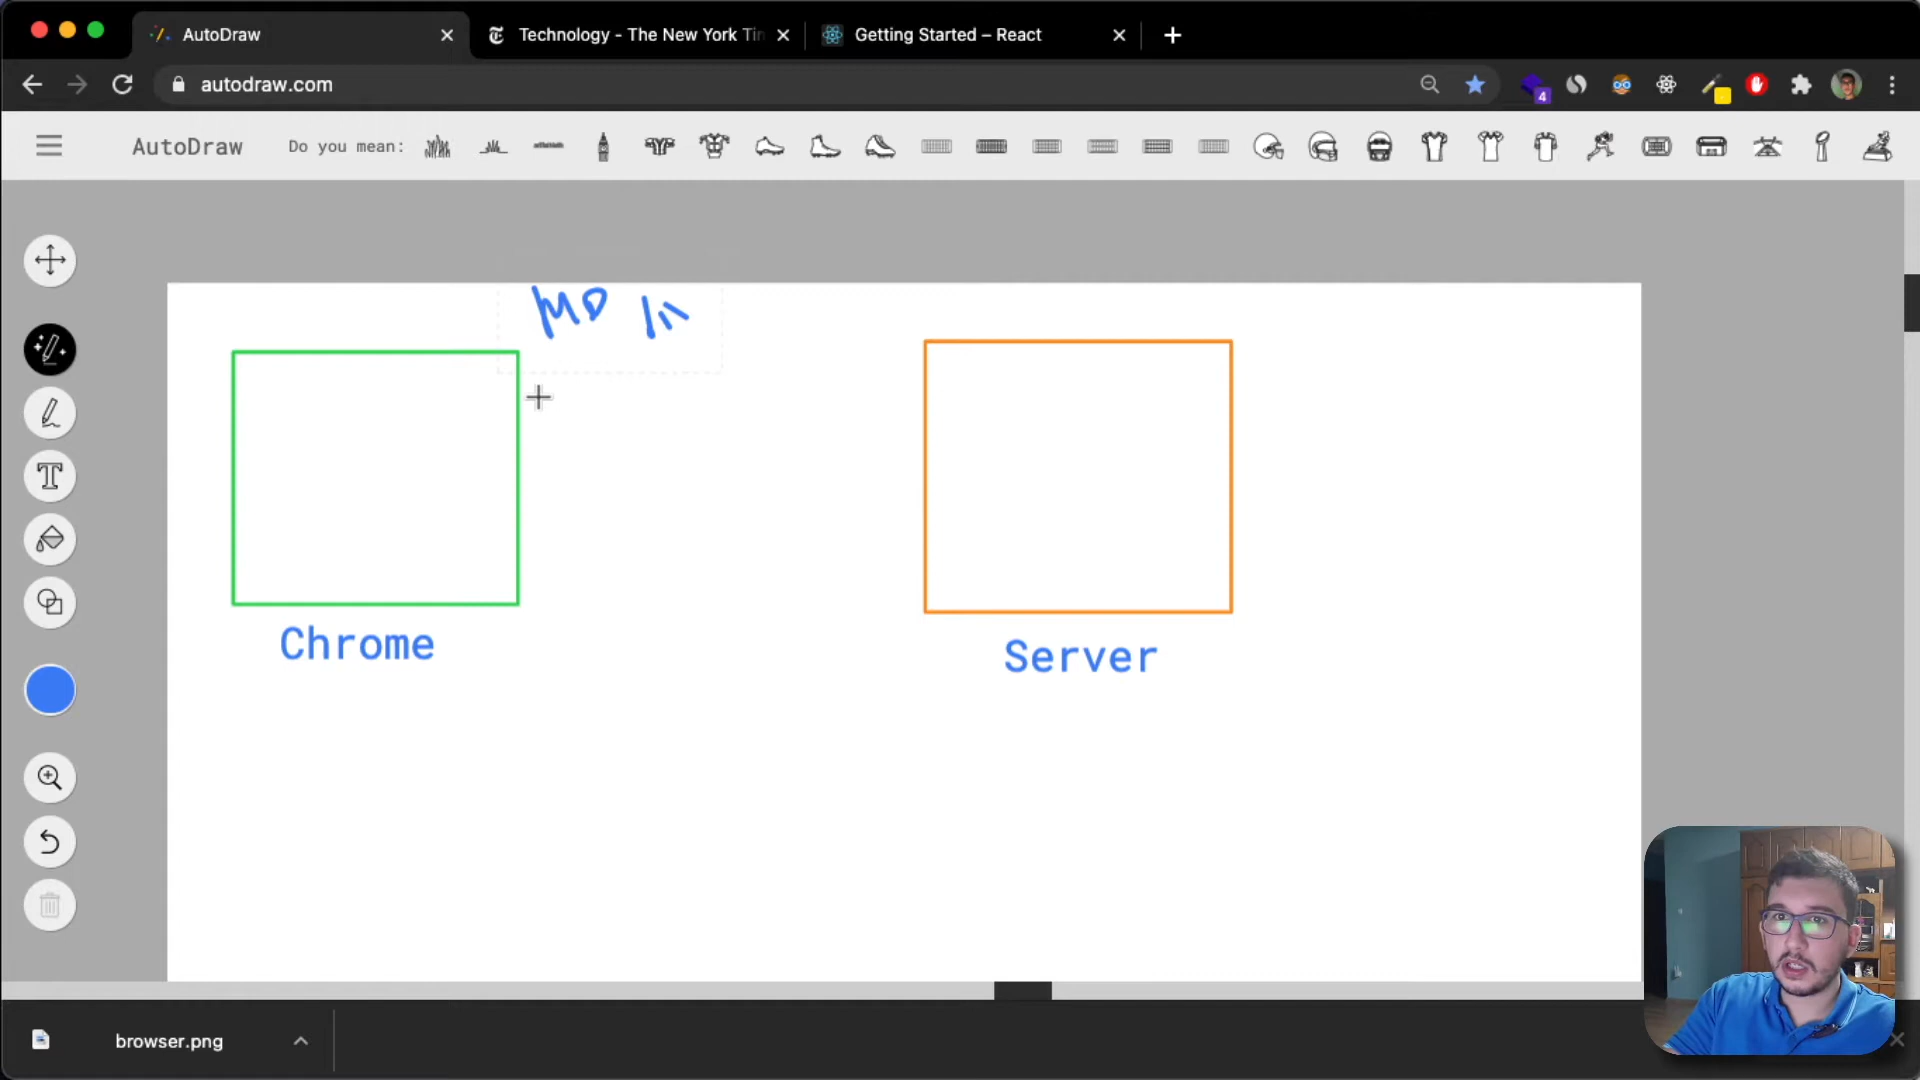 AutoDraw
Technology - The New York Tin
Getting Started – React
autodraw.com
4
AutoDraw
Do you mean:
T
Chrome
Server
browser.png